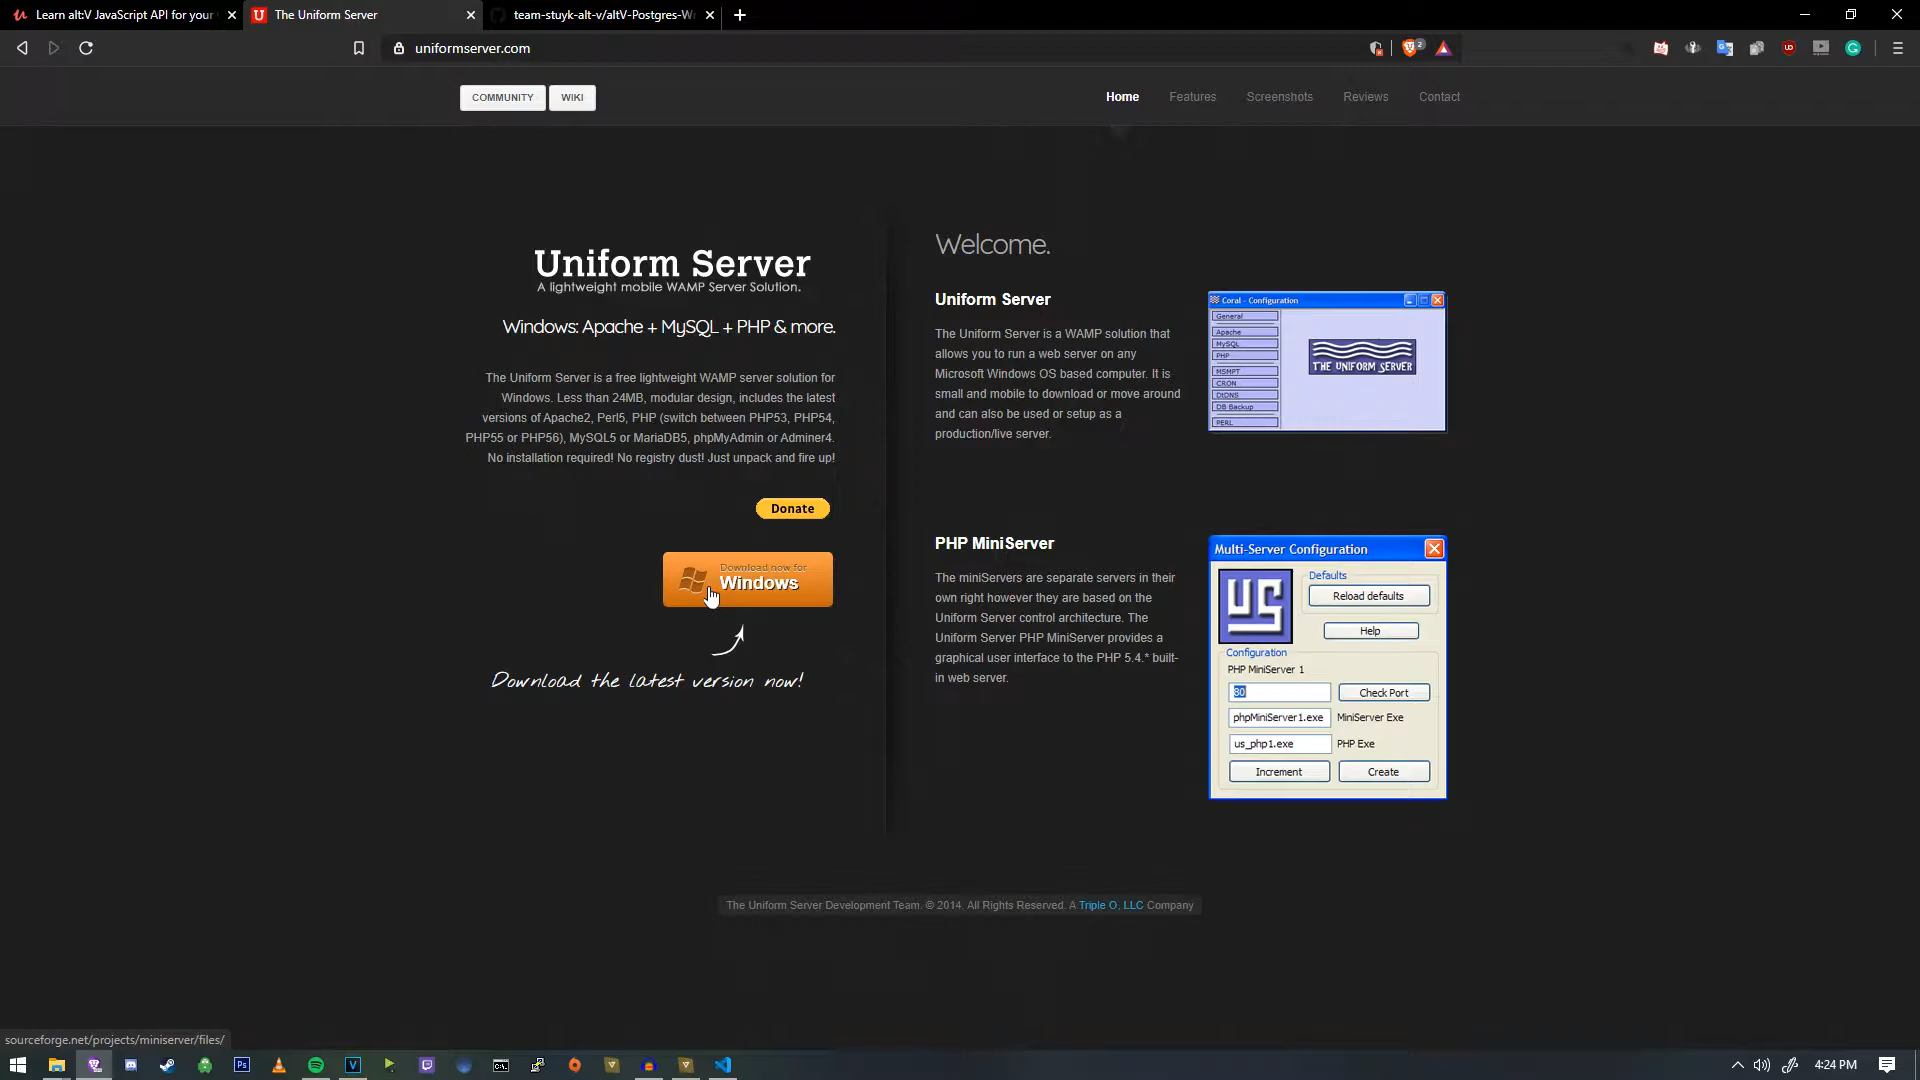 Learn alt:V JavaScript API for your
The Uniform Server
team-stuyk-alt-v/altV-Postgres-W
uniformserver.com
2
COMMUNITY
WIKI
Home
Features
Screenshots
Reviews
Contact
Uniform Server
A lightweight mobile WAMP Server Solution.
Windows: Apache + MySQL + PHP & more.
The Uniform Server is a free lightweight WAMP server solution for
Windows. Less than 24MB, modular design, includes the latest
versions of Apache2, Perl5, PHP (switch between PHP53, PHP54,
PHP55 or PHP56), MySQL5 or MariaDB5, phpMyAdmin or Adminer4.
No installation required! No registry dust! Just unpack and fire up!
Donate
Download now for
Windows
Download the latest version now!
Welcome.
Uniform Server
The Uniform Server is a WAMP solution that
allows you to run a web server on any
Microsoft Windows OS based computer. It is
small and mobile to download or move around
and can also be used or setup as a
production/live server.
Coral - Configuration
General
Apache
MySQL
PHP
MSMPT
CRON
DtDNS
DB Backup
PERL
THE UNIFORM SERVER
PHP MiniServer
The miniServers are separate servers in their
own right however they are based on the
Uniform Server control architecture. The
Uniform Server PHP MiniServer provides a
graphical user interface to the PHP 5.4.* built-
in web server.
Multi-Server Configuration
US
Defaults
Reload defaults
Help
Configuration
PHP MiniServer 1
80
Check Port
phpMiniServer1.exe
MiniServer Exe
us_php1.exe
PHP Exe
Increment
Create
The Uniform Server Development Team. © 2014. All Rights Reserved. A Triple O, LLC Company
sourceforge.net/projects/miniserver/files/
4:24 PM